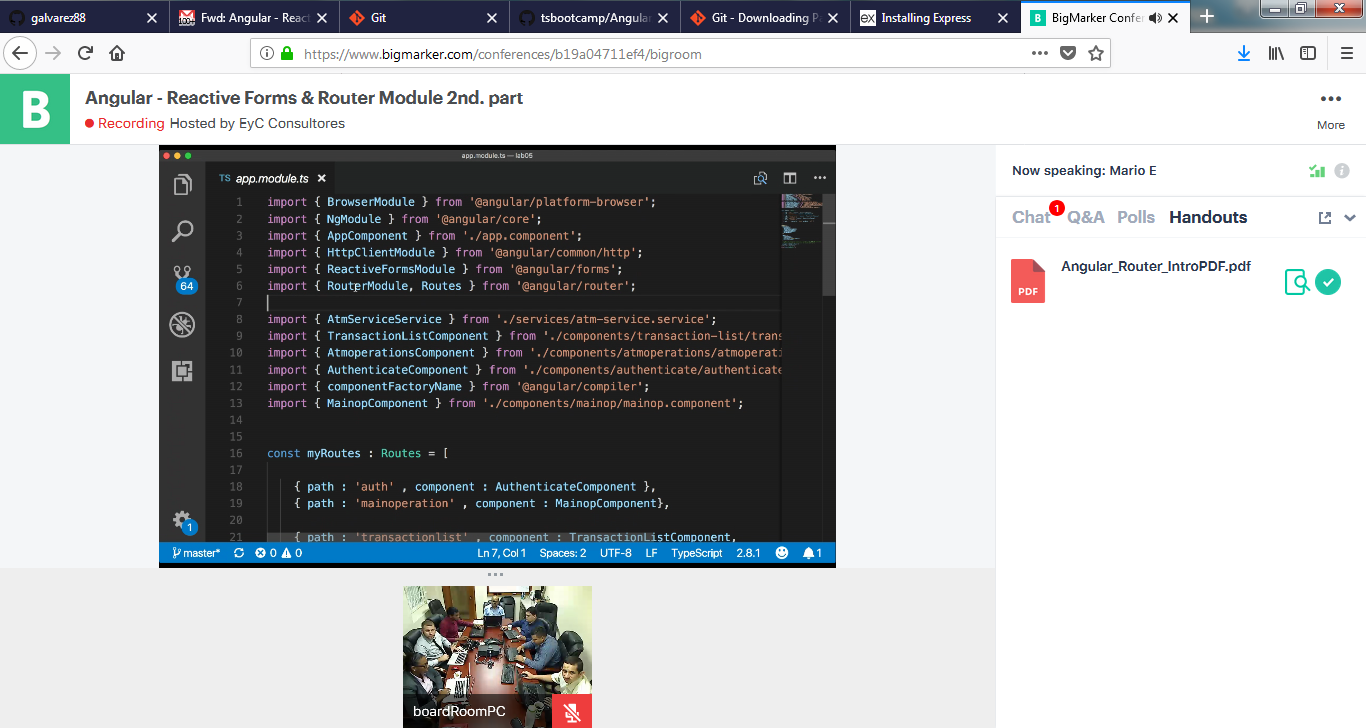 galvarez88
100+
Fwd: Angular - Reac
Git
tsbootcamp/Angular
Git - Downloading P
ex Installing Express
B BigMarker Confer
https://www.bigmarker.com/conferences/b19a04711ef4/bigroom
B
Angular - Reactive Forms & Router Module 2nd. part
Recording Hosted by EyC Consultores
More
app.module.ts — lab05
TS app.module.ts
1 import { BrowserModule } from '@angular/platform-browser';
2 import { NgModule } from '@angular/core';
3 import { AppComponent } from './app.component';
4 import { HttpClientModule } from '@angular/common/http';
5 import { ReactiveFormsModule } from '@angular/forms';
6 import { RouterModule, Routes } from '@angular/router';
7
8 import { AtmServiceService } from './services/atm-service.service';
9 import { TransactionListComponent } from './components/transaction-list/trans
10 import { AtmoperationsComponent } from './components/atmoperations/atmoperati
11 import { AuthenticateComponent } from './components/authenticate/authenticate
12 import { componentFactoryName } from '@angular/compiler';
13 import { MainopComponent } from './components/mainop/mainop.component';
14
15
16 const myRoutes : Routes = [
17
18 { path : 'auth' , component : AuthenticateComponent },
19 { path : 'mainoperation' , component : MainopComponent},
20
21 { path : 'transactionlist' , component : TransactionListComponent,
64
1
master* 0 0 Ln 7, Col 1 Spaces: 2 UTF-8 LF TypeScript 2.8.1 1
boardRoomPC
Now speaking: Mario E
Chat 1 Q&A Polls Handouts
PDF
Angular_Router_IntroPDF.pdf